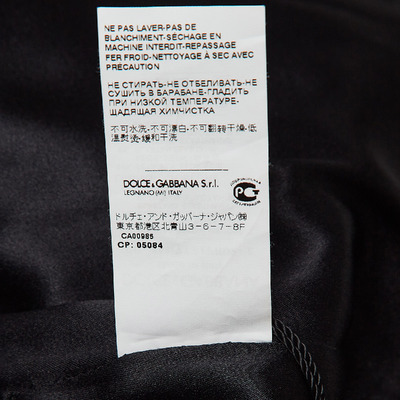 NE PAS LAVER-PAS DE
BLANCHIMENT-SÉCHAGE EN
MACHINE INTERDIT-REPASSAGE
FER FROID-NETTOYAGE À SEC AVEC
PRÉCAUTION
НЕ СТИРАТЬ-НЕ ОТБЕЛИВАТЬ-НЕ
СУШИТЬ В БАРАБАНЕ-ГЛАДИТЬ
ПРИ НИЗКОЙ ТЕМПЕРАТУРЕ-
ЩАДЯЩАЯ ХИМЧИСТКА
不可水洗-不可漂白-不可翻转干燥-低
温熨烫-缓和干洗
DOLCE & GABBANA S.r.l.
LEGNANO (MI) ITALY
PG
ドルチェ・アンド・ガッバーナ・ジャパン㈱
東京都港区北青山3-6-7-8F
CA00985
CP: 05084